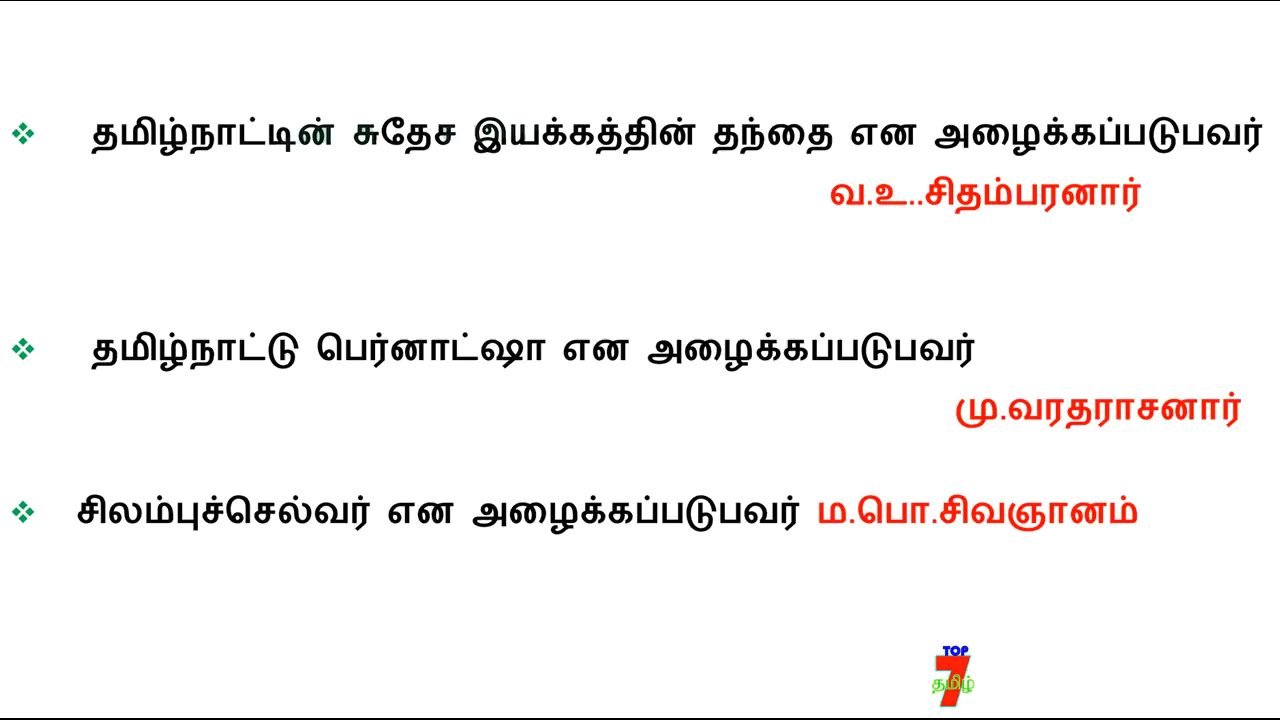 ❖ தமிழ்நாட்டின் சுதேச இயக்கத்தின் தந்தை என அழைக்கப்படுபவர்
வ.உ..சிதம்பரனார்
❖ தமிழ்நாட்டு பெர்னாட்ஷா என அழைக்கப்படுபவர்
மு.வரதராசனார்
❖ சிலம்புச்செல்வர் என அழைக்கப்படுபவர் ம.பொ.சிவஞானம்
TOP
7
தமிழ்